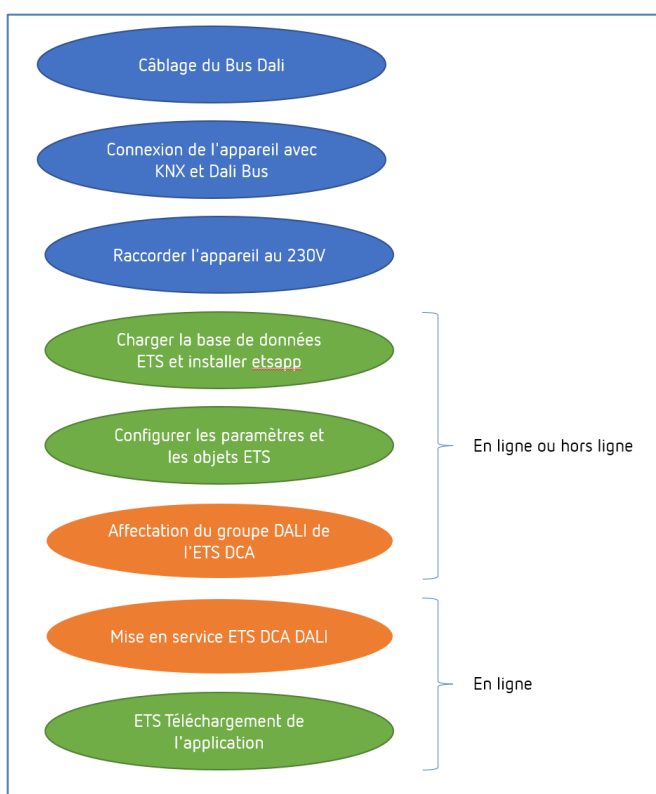 Câblage du Bus Dali
Connexion de l'appareil avec
KNX et Dali Bus
Raccorder l'appareil au 230V
Charger la base de données
ETS et installer etsapp
Configurer les paramètres et
les objets ETS
En ligne ou hors ligne
Affectation du groupe DALI de
l'ETS DCA
Mise en service ETS DCA DALI
En ligne
ETS Téléchargement de
l'application